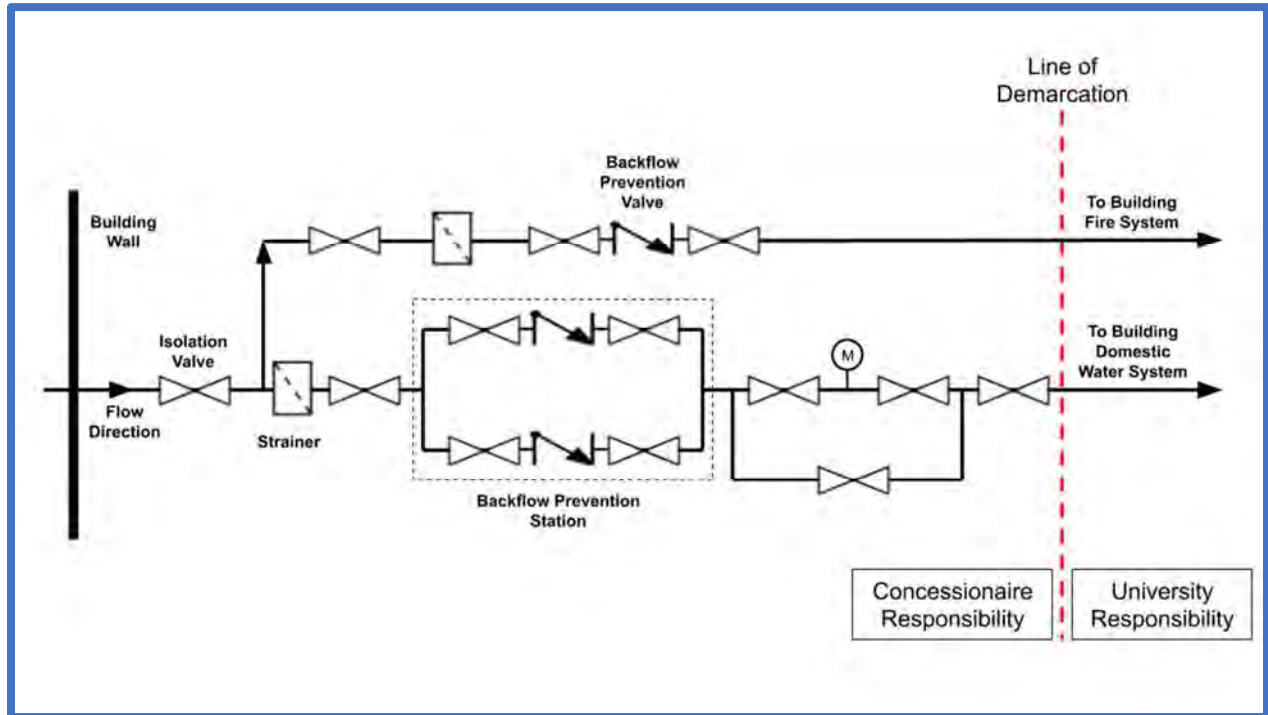 Line of
Demarcation
Backflow
Prevention
Valve
Building
Wall
To Building
Fire System
Isolation
Valve
To Building
Domestic
Water System
M
Flow
Direction
Strainer
Backflow Prevention
Station
Concessionaire
Responsibility
University
Responsibility